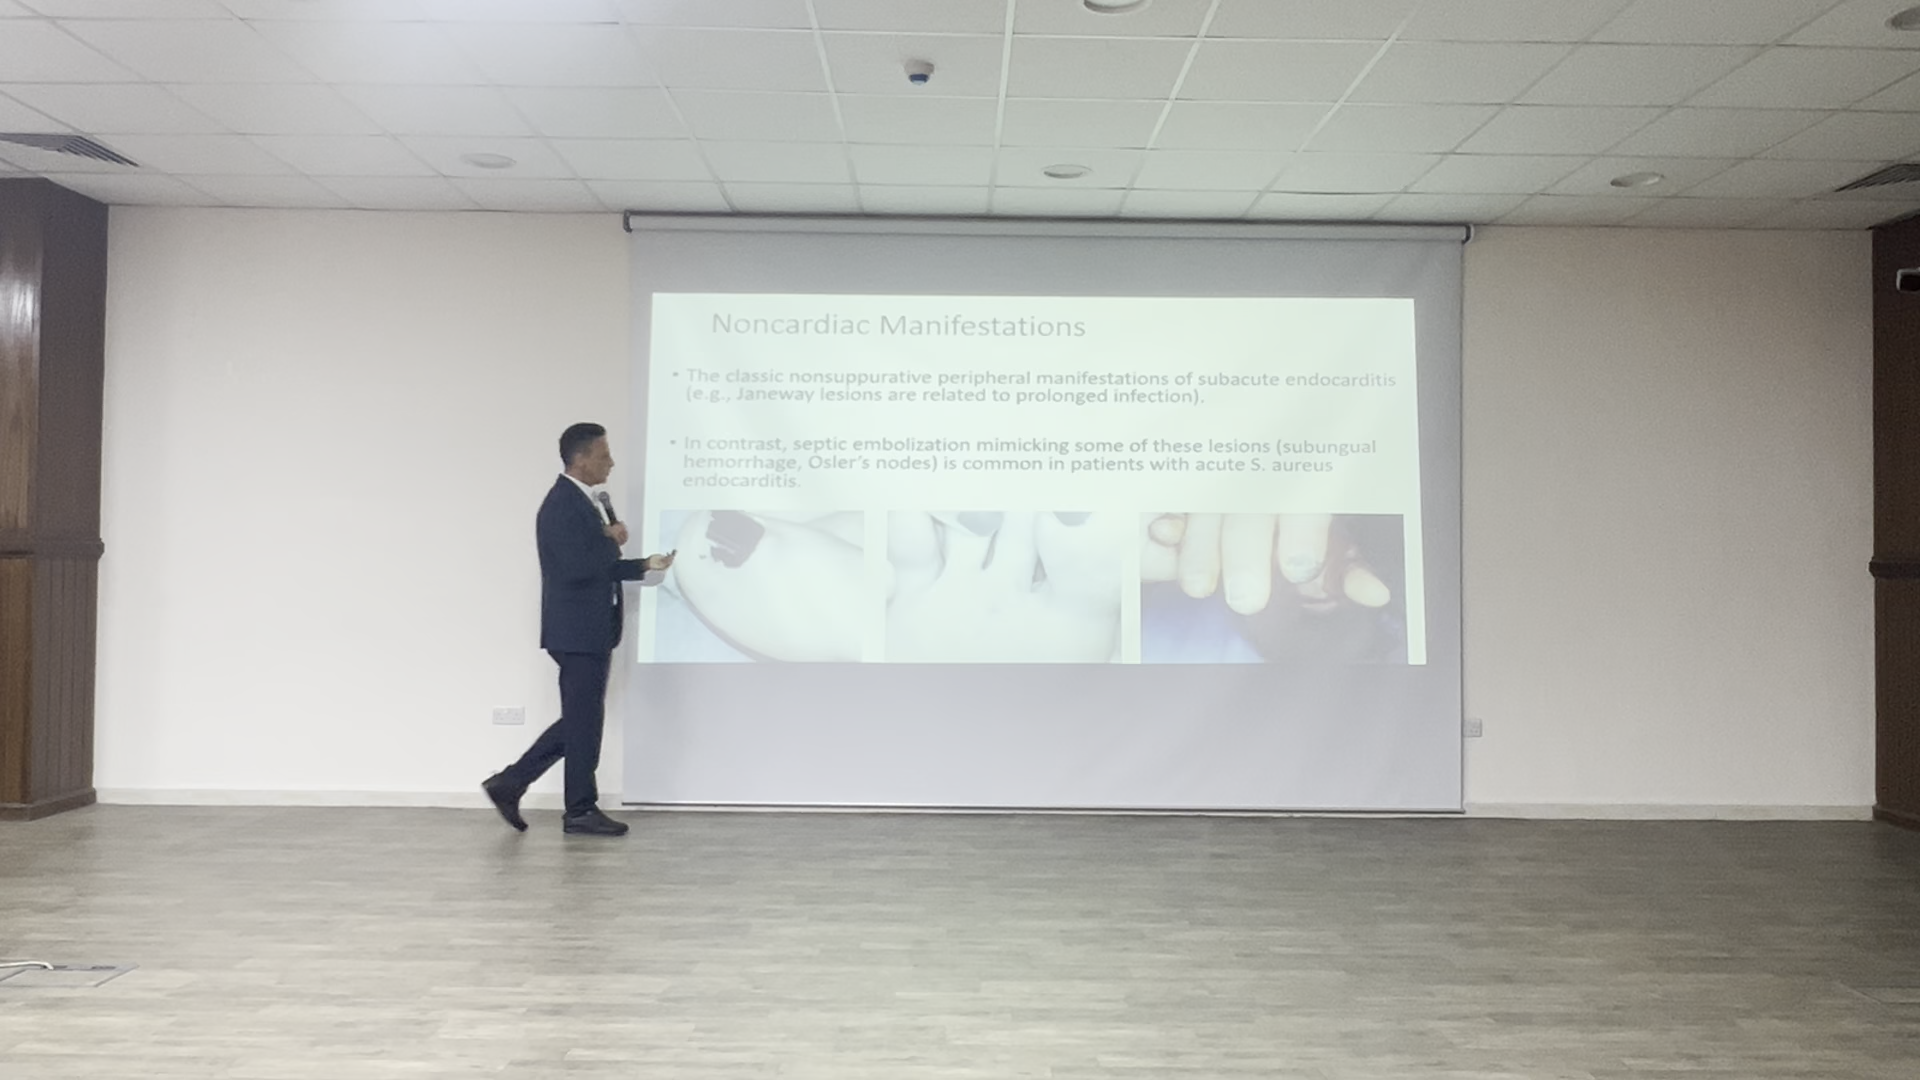 Noncardiac Manifestations
• The classic nonsuppurative peripheral manifestations of subacute endocarditis
(e.g., Janeway lesions are related to prolonged infection).
• In contrast, septic embolization mimicking some of these lesions (subungual
hemorrhage, Osler's nodes) is common in patients with acute S. aureus
endocarditis.